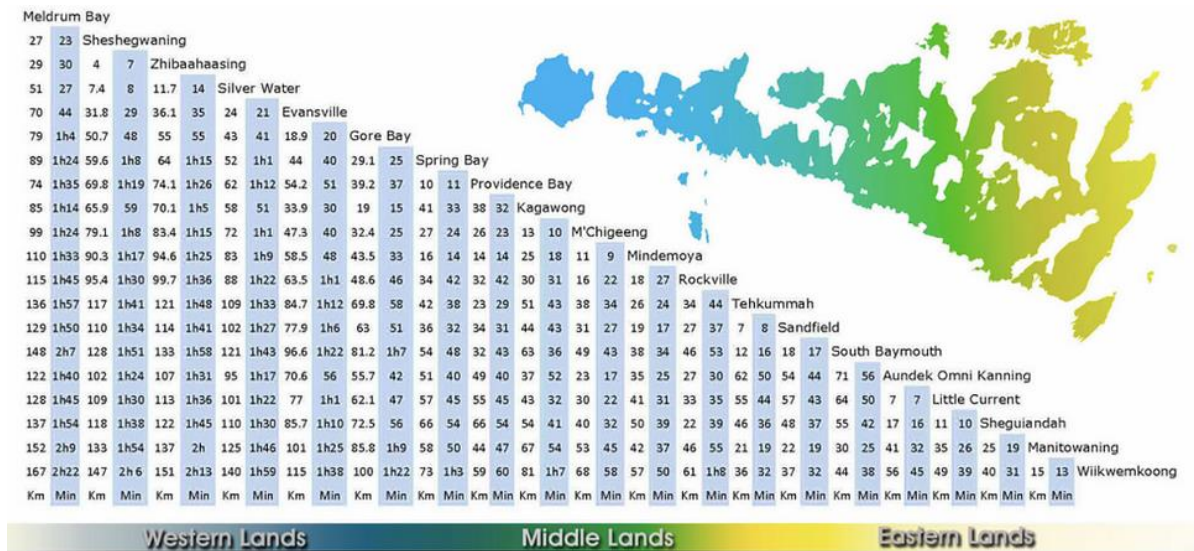 Meldrum Bay
27 23 Sheshegwaning
29 30 4 7 Zhibaahaasing
51 27 7.4 8 11.7 14 Silver Water
70 44 31.8 29 36.1 35 24 21 Evansville
79 1h4 50.7 48 55 55 43 41 18.9 20 Gore Bay
89 1h24 59.6 1h8 64 1h15 52 1h1 44 40 29.1 25 Spring Bay
74 1h35 69.8 1h19 74.1 1h26 62 1h12 54.2 51 39.2 37 10 11 Providence Bay
85 1h14 65.9 59 70.1 1h5 58 51 33.9 30 19 15 41 33 38 32 Kagawong
99 1h24 79.1 1h8 83.4 1h15 72 1h1 47.3 40 32.4 25 27 24 26 23 13 10 M'Chigeeng
110 1h33 90.3 1h17 94.6 1h25 83 1h9 58.5 48 43.5 33 16 14 14 14 25 18 11 9 Mindemoya
115 1h45 95.4 1h30 99.7 1h36 88 1h22 63.5 1h1 48.6 46 34 42 32 42 30 31 16 22 18 27 Rockville
136 1h57 117 1h41 121 1h48 109 1h33 84.7 1h12 69.8 58 42 38 23 29 51 43 38 34 26 24 34 44 Tehkummah
129 1h50 110 1h34 114 1h41 102 1h27 77.9 1h6 63 51 36 32 34 31 44 43 31 27 19 17 27 37 7 8 Sandfield
148 2h7 128 1h51 133 1h58 121 1h43 96.6 1h22 81.2 1h7 54 48 32 43 63 36 49 43 38 34 46 53 12 16 18 17 South Baymouth
122 1h40 102 1h24 107 1h31 95 1h17 70.6 56 55.7 42 51 40 49 40 37 52 23 17 35 25 27 30 62 50 54 44 71 56 Aundek Omni Kanning
128 1h45 109 1h30 113 1h36 101 1h22 77 1h1 62.1 47 57 45 55 45 43 32 30 22 41 31 33 35 55 44 57 43 64 50 7 7 Little Current
137 1h54 118 1h38 122 1h45 110 1h30 85.7 1h10 72.5 56 66 54 66 54 54 41 40 32 50 39 22 39 46 36 48 37 55 42 17 16 11 10 Sheguiandah
152 2h9 133 1h54 137 2h 125 1h46 101 1h25 85.8 1h9 58 50 44 47 67 54 53 45 42 37 46 55 21 19 22 19 30 25 41 32 35 26 25 19 Manitowaning
167 2h22 147 2h6 151 2h13 140 1h59 115 1h38 100 1h22 73 1h3 59 60 81 1h7 68 58 57 50 61 1h8 36 32 37 32 44 38 56 45 49 39 40 31 15 13 Wiikwemkoong
Km Min Km Min Km Min Km Min Km Min Km Min Km Min Km Min Km Min Km Min Km Min Km Min Km Min Km Min Km Min Km Min Km Min Km Min Km Min
Western Lands Middle Lands Eastern Lands